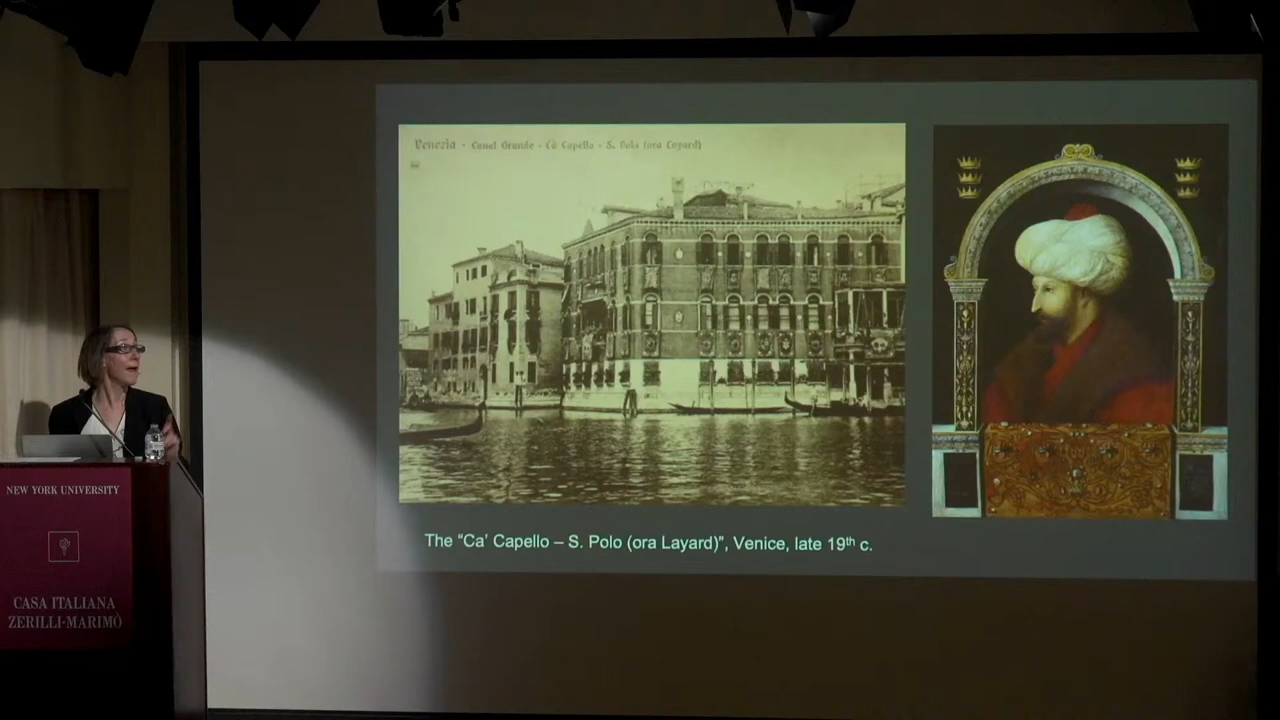 Venezia - Canal Grande - Cà Capello - S. Polo (ora Layard)
The "Ca' Capello – S. Polo (ora Layard)", Venice, late 19th c.
NEW YORK UNIVERSITY
CASA ITALIANA
ZERILLI-MARIMÒ